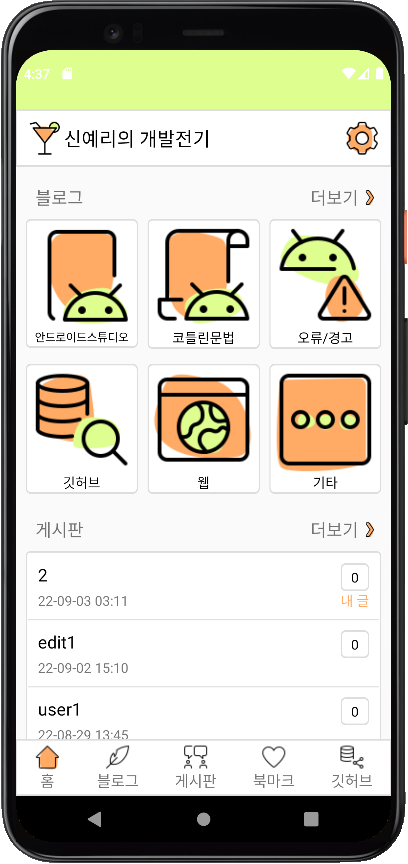 4:37
신예리의 개발전기
블로그 더보기
안드로이드스튜디오 코틀린문법 오류/경고
깃허브 웹 기타
게시판 더보기
2 0
22-09-03 03:11 내 글
edit1 0
22-09-02 15:10
user1 0
22-08-29 13:45
홈 블로그 게시판 북마크 깃허브